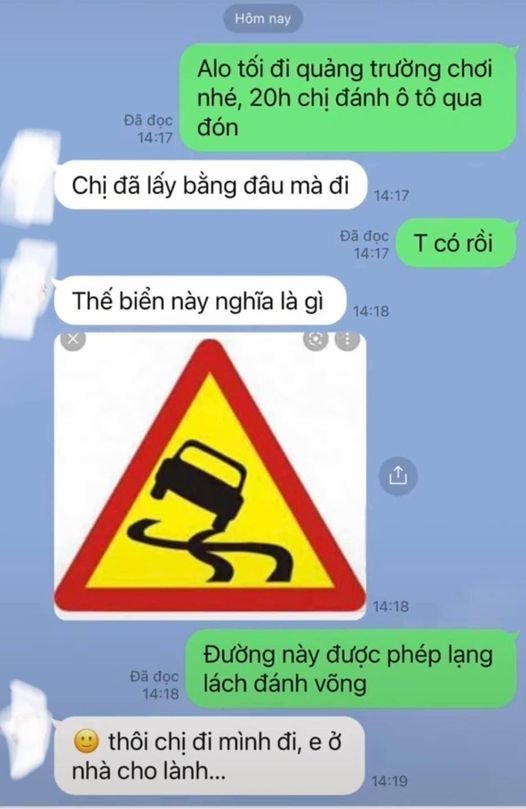 Hôm nay
Alo tối đi quảng trường chơi
nhé, 20h chị đánh ô tô qua
đón
Đã đọc
14:17
Chị đã lấy bằng đâu mà đi
14:17
Đã đọc
14:17
T có rồi
Thế biển này nghĩa là gì
14:18
14:18
Đường này được phép lạng
lách đánh võng
Đã đọc
14:18
🙂 thôi chị đi mình đi, e ở
nhà cho lành...
14:19